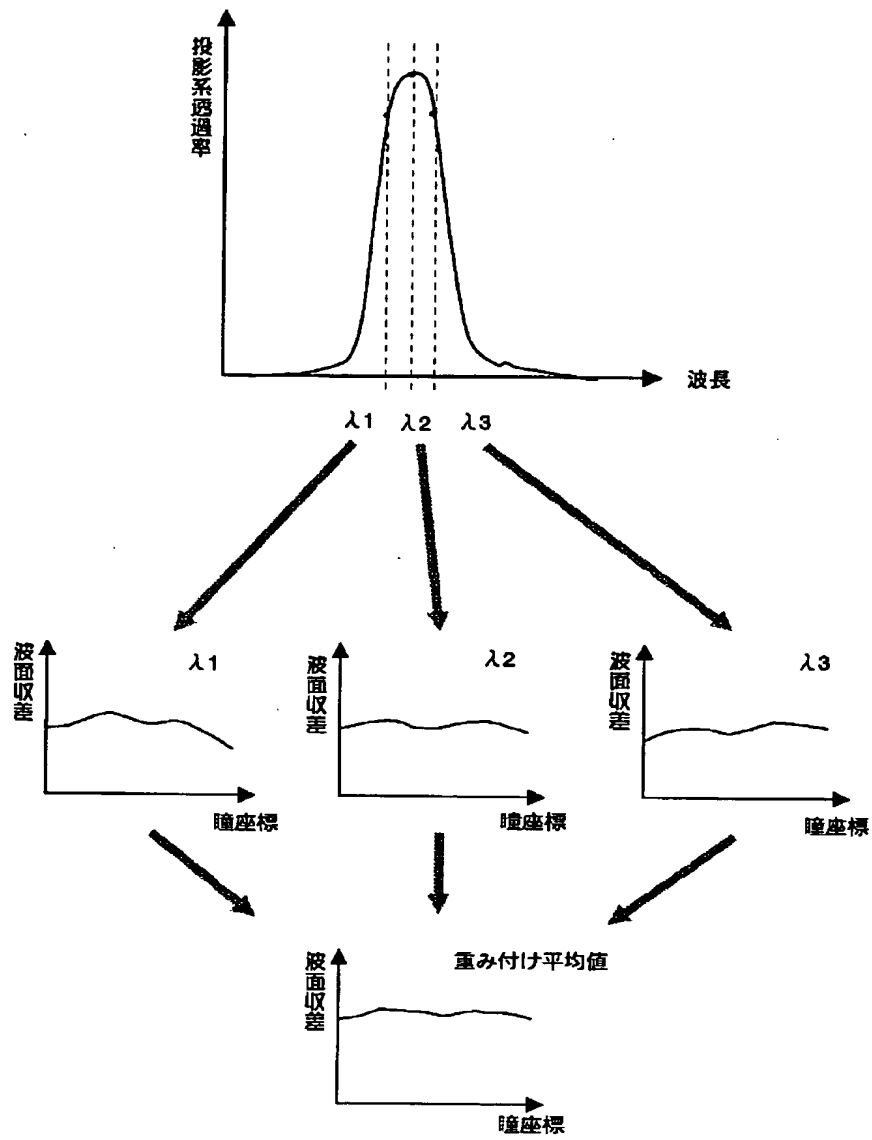 投影系透過率
波長
λ1 λ2 λ3
波面収差
λ1
瞳座標
波面収差
λ2
瞳座標
波面収差
λ3
瞳座標
波面収差
重み付け平均値
瞳座標